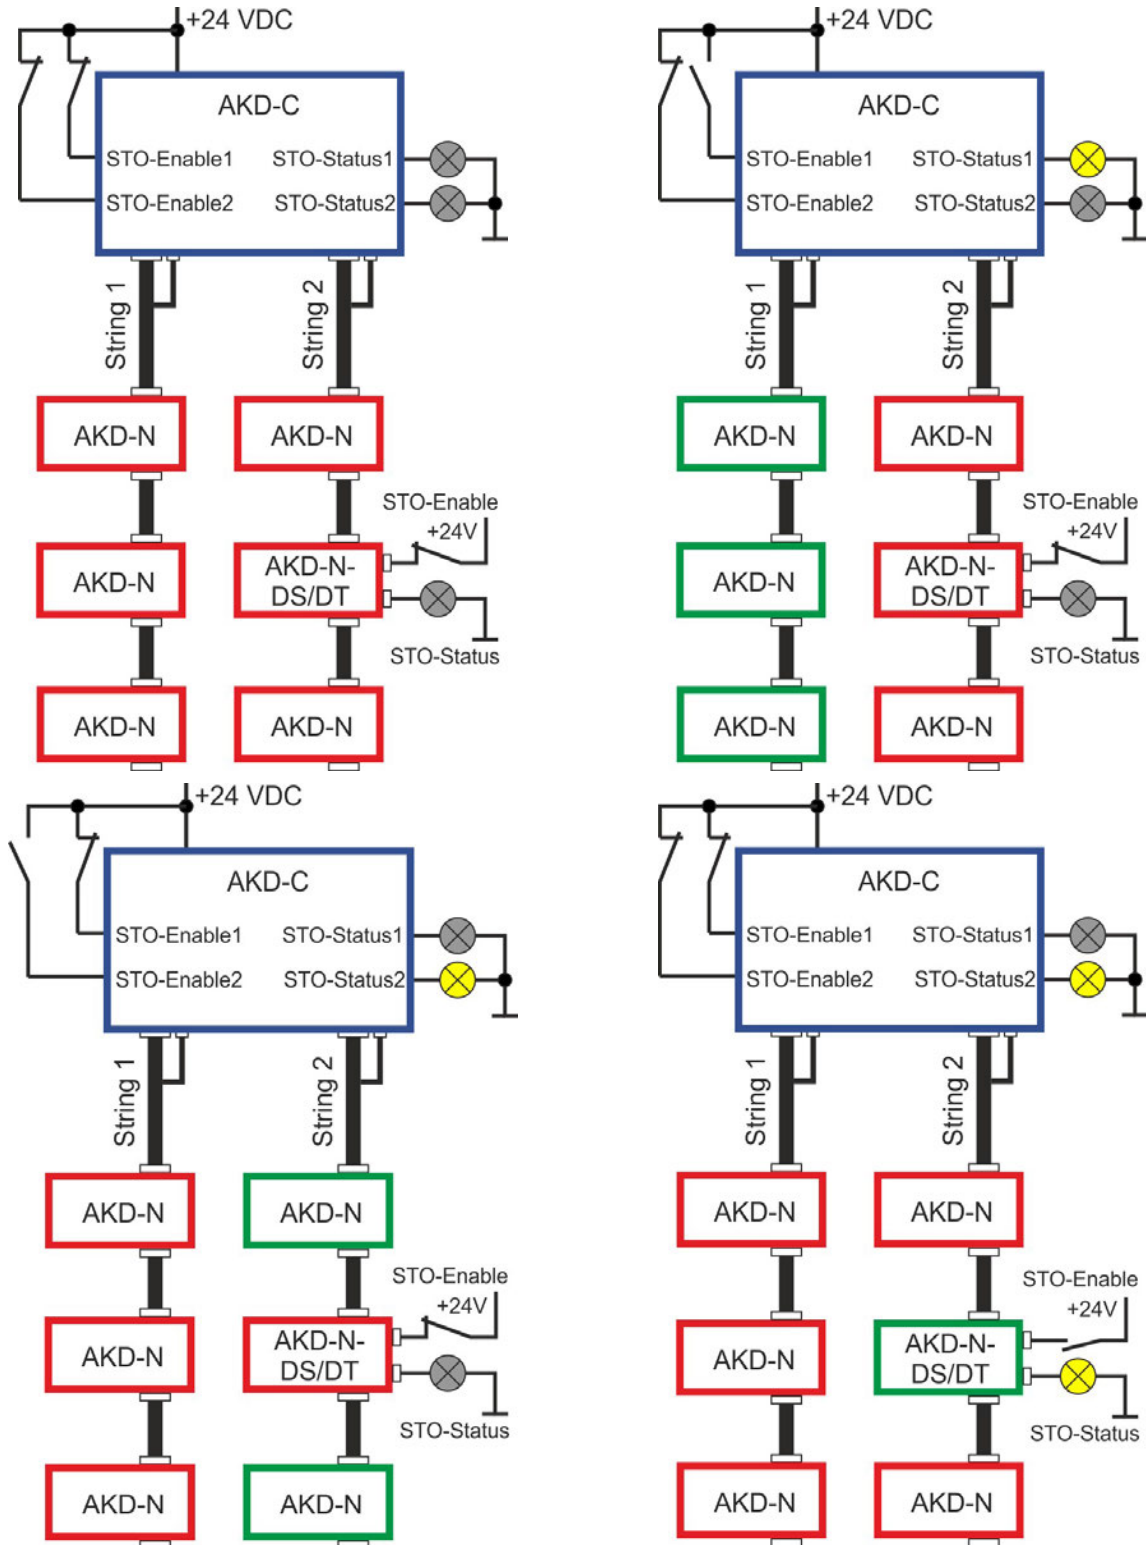 +24 VDC
AKD-C
STO-Enable1 STO-Status1
STO-Enable2 STO-Status2
String 1
String 2
AKD-N
AKD-N
STO-Enable
+24V
AKD-N
AKD-N-
DS/DT
STO-Status
AKD-N
AKD-N
+24 VDC
AKD-C
STO-Enable1 STO-Status1
STO-Enable2 STO-Status2
String 1
String 2
AKD-N
AKD-N
STO-Enable
+24V
AKD-N
AKD-N-
DS/DT
STO-Status
AKD-N
AKD-N
+24 VDC
AKD-C
STO-Enable1 STO-Status1
STO-Enable2 STO-Status2
String 1
String 2
AKD-N
AKD-N
STO-Enable
+24V
AKD-N
AKD-N-
DS/DT
STO-Status
AKD-N
AKD-N
+24 VDC
AKD-C
STO-Enable1 STO-Status1
STO-Enable2 STO-Status2
String 1
String 2
AKD-N
AKD-N
STO-Enable
+24V
AKD-N
AKD-N-
DS/DT
STO-Status
AKD-N
AKD-N